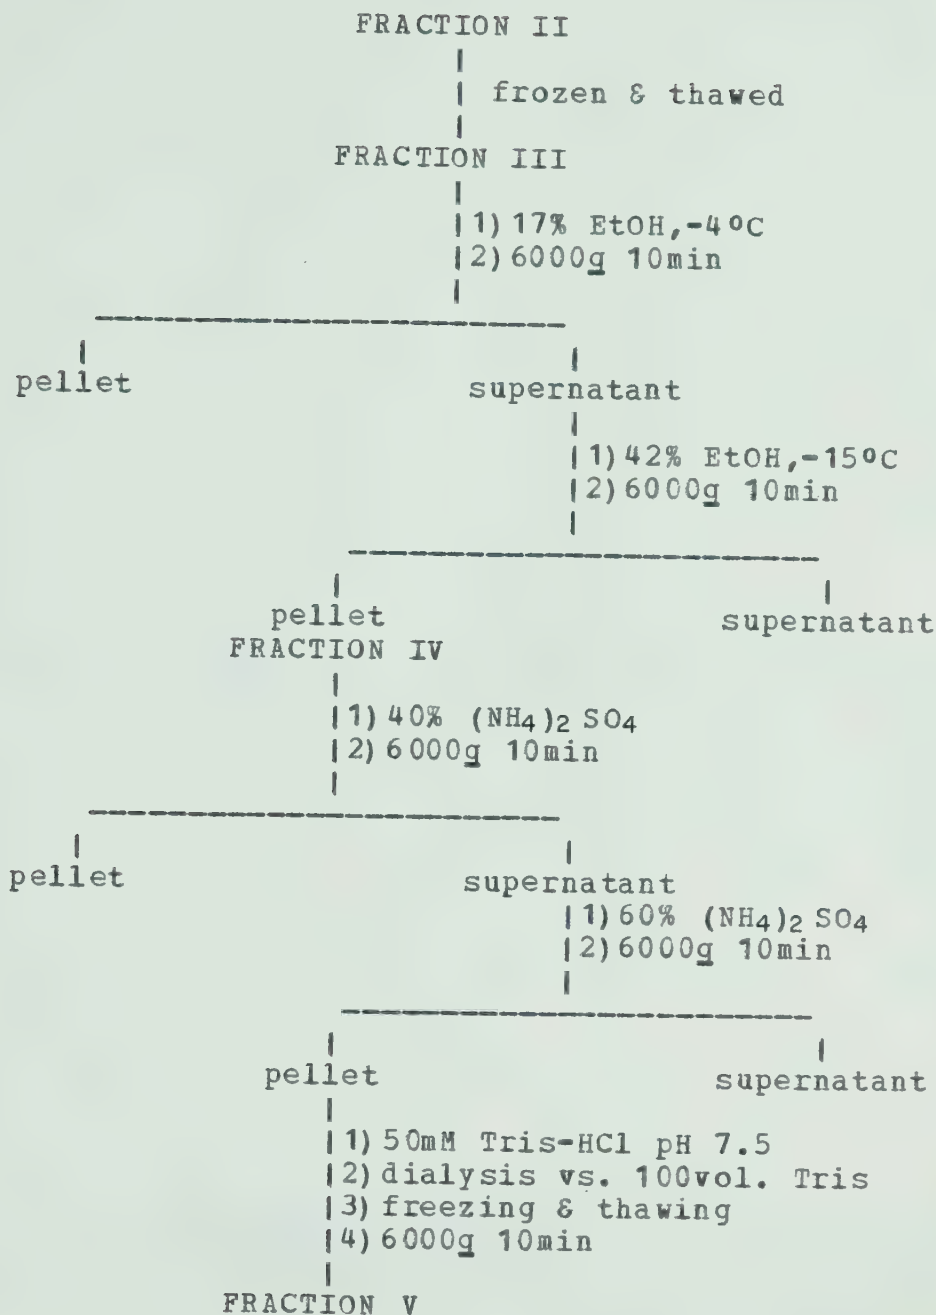 FRACTION II
frozen & thawed
FRACTION III
1) 17% EtOH,-4°C
2) 6000g 10min
pellet
supernatant
1) 42% EtOH,-15°C
2) 6000g 10min
pellet
supernatant
FRACTION IV
1) 40% (NH4)2 SO4
2) 6000g 10min
pellet
supernatant
1) 60% (NH4)2 SO4
2) 6000g 10min
pellet
supernatant
1) 50mM Tris-HCl pH 7.5
2) dialysis vs. 100vol. Tris
3) freezing & thawing
4) 6000g 10min
FRACTION V